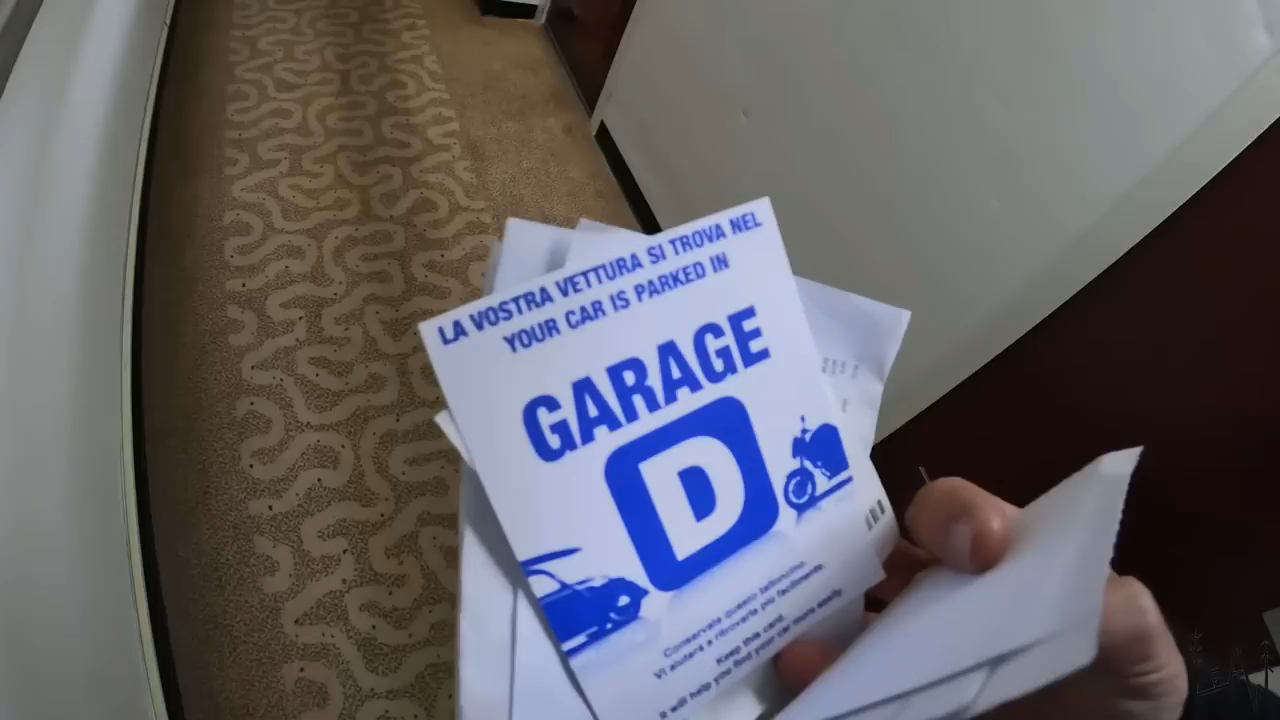 LA VOSTRA VETTURA SI TROVA NEL
YOUR CAR IS PARKED IN
GARAGE
D
Conservate questo talloncino.
Vi aiuterà a ritrovarla più facilmente.
Keep this card.
It will help you find your car more easily.